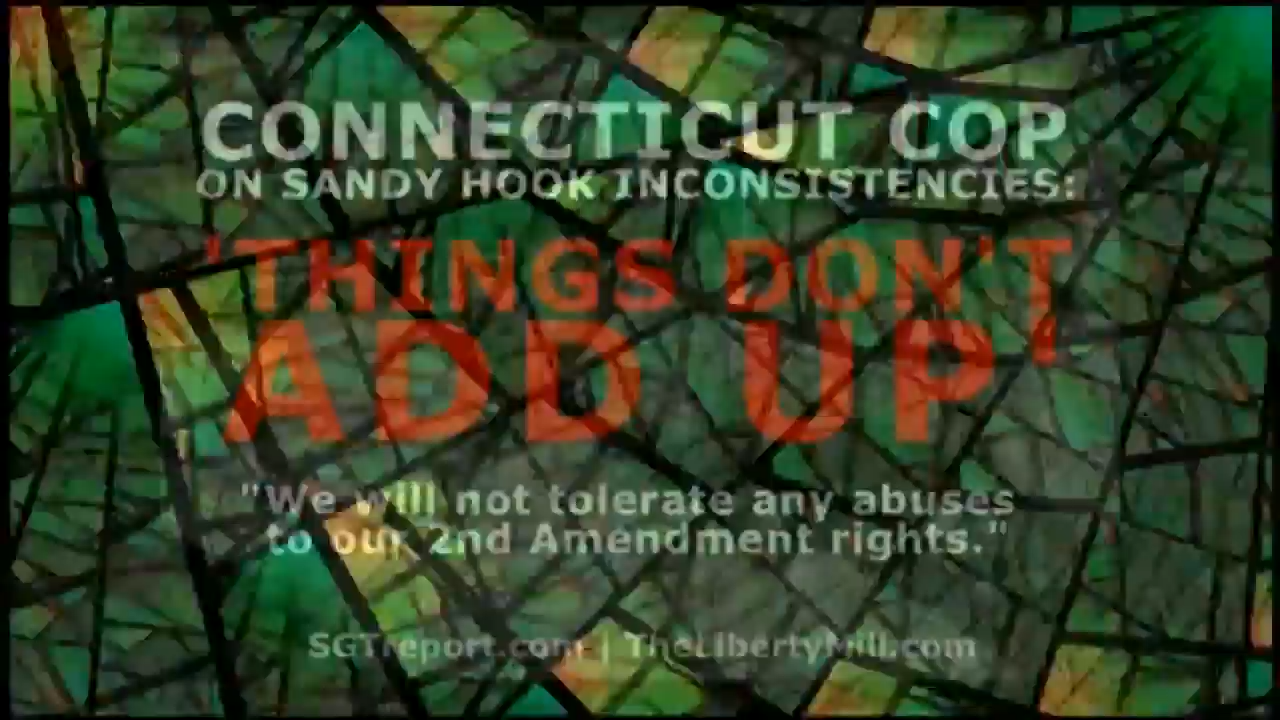 CONNECTICUT COP
ON SANDY HOOK INCONSISTENCIES:
'THINGS DON'T
ADD UP'
"We will not tolerate any abuses
to our 2nd Amendment rights."
SGTreport.com | TheLibertyMill.com